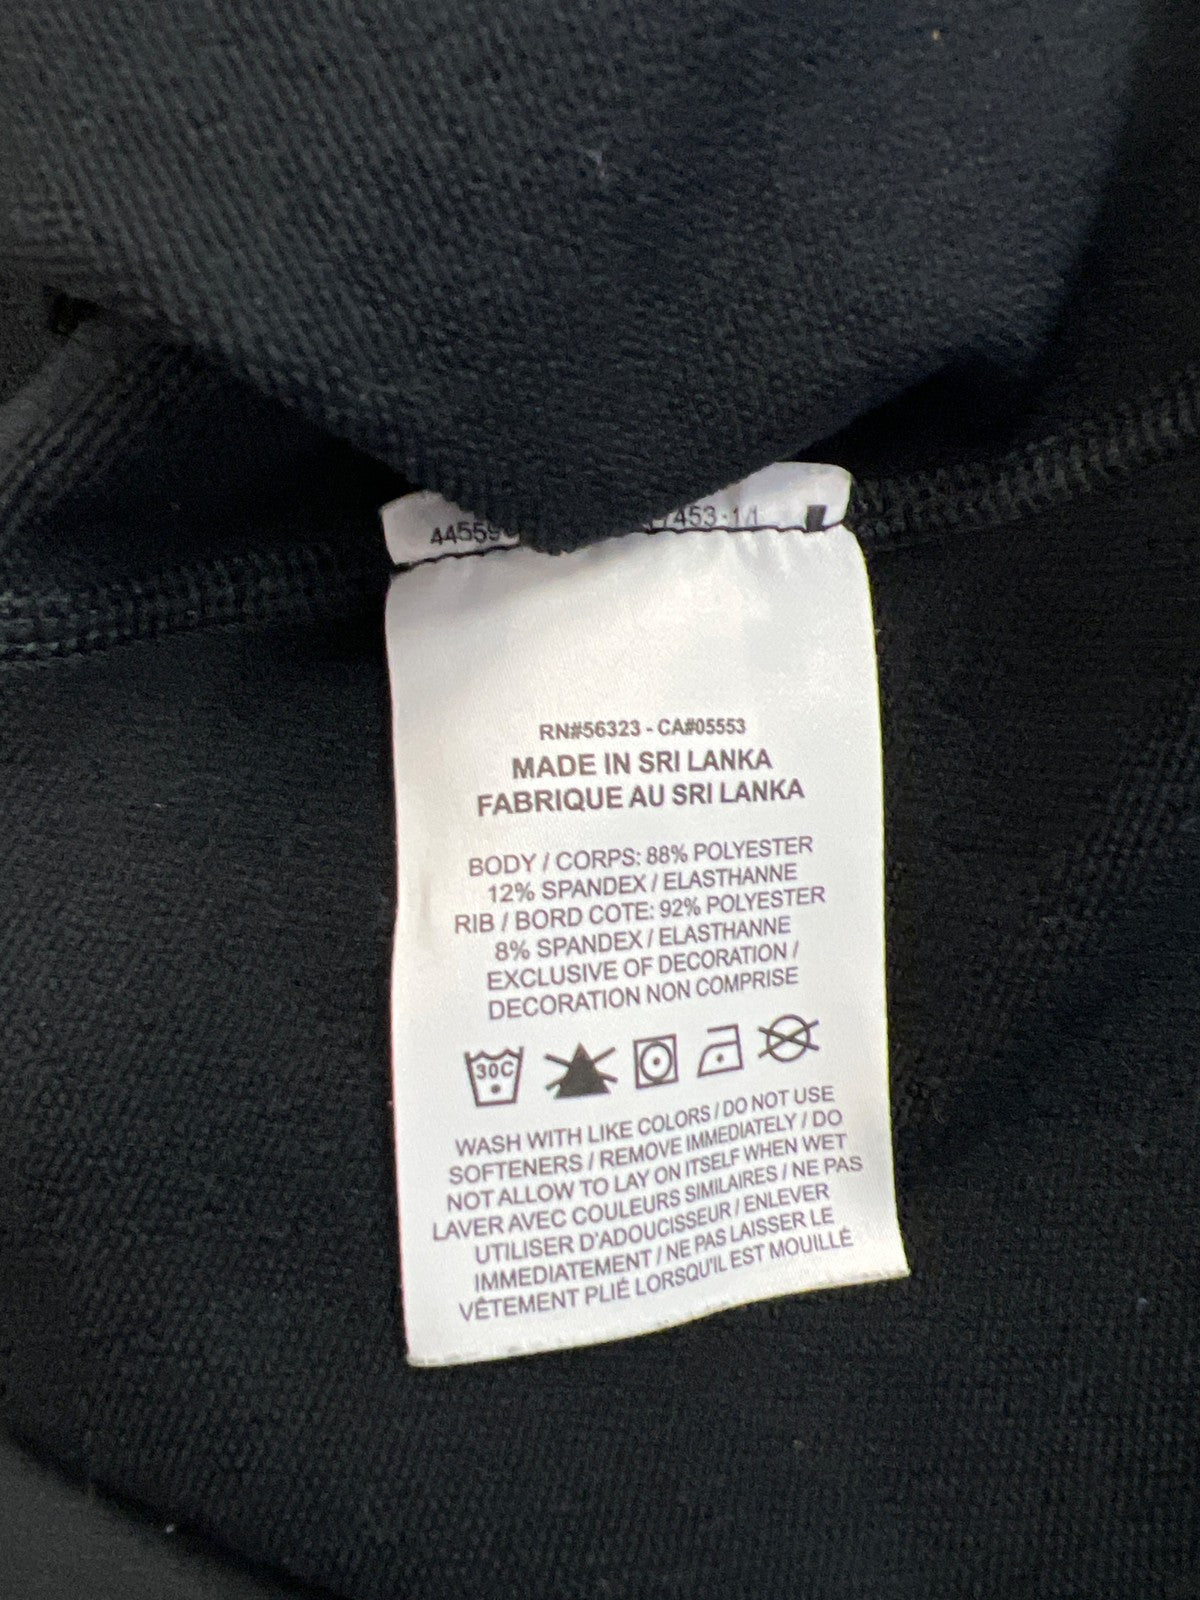 RN#56323 - CA#05553
MADE IN SRI LANKA
FABRIQUE AU SRI LANKA
BODY / CORPS: 88% POLYESTER
12% SPANDEX / ELASTHANNE
RIB / BORD COTE: 92% POLYESTER
8% SPANDEX / ELASTHANNE
EXCLUSIVE OF DECORATION /
DECORATION NON COMPRISE
30C
WASH WITH LIKE COLORS / DO NOT USE
SOFTENERS / REMOVE IMMEDIATELY / DO
NOT ALLOW TO LAY ON ITSELF WHEN WET
LAVER AVEC COULEURS SIMILAIRES / NE PAS
UTILISER D'ADOUCISSEUR / ENLEVER
IMMEDIATEMENT / NE PAS LAISSER LE
VÊTEMENT PLIÉ LORSQU'IL EST MOUILLÉ